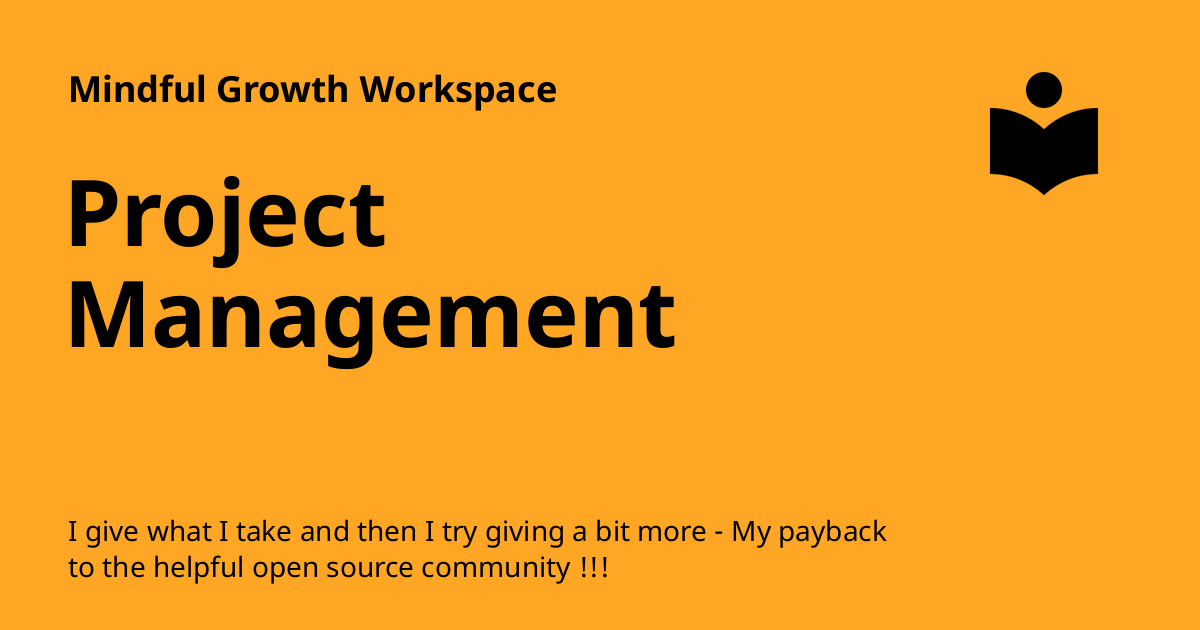 Mindful Growth Workspace
Project
Management
I give what I take and then I try giving a bit more - My payback
to the helpful open source community !!!